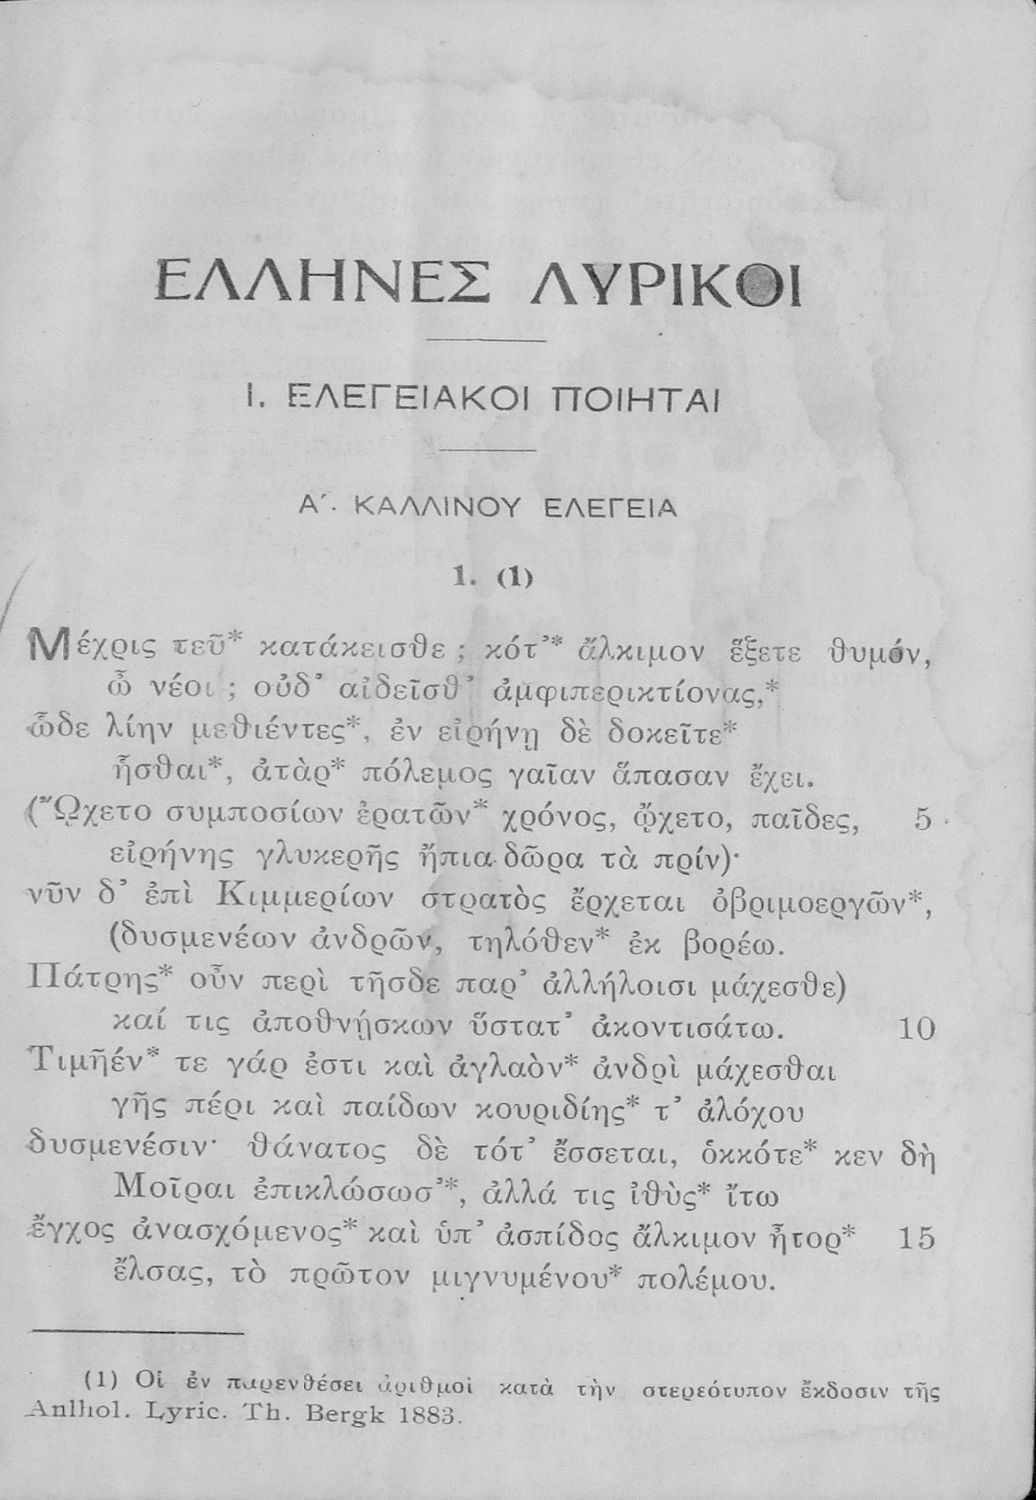 ΕΛΛΗΝΕΣ ΛΥΡΙΚΟΙ
Ι. ΕΛΕΓΕΙΑΚΟΙ ΠΟΙΗΤΑΙ
Α΄. ΚΑΛΛΙΝΟΥ ΕΛΕΓΕΙΑ
1. (1)
Μέχρις τεῦ* κατάκεισθε ; κότ᾽* ἄλκιμον ἕξετε θυμόν,
ὦ νέοι ; οὐδ᾽ αἰδεῖσθ᾽ ἀμφιπερικτίονας,*
ὧδε λίην μεθιέντες*, ἐν εἰρήνῃ δὲ δοκεῖτε*
ἧσθαι*, ἀτὰρ* πόλεμος γαῖαν ἅπασαν ἔχει.
(ᾬχετο συμποσίων ἐρατῶν* χρόνος, ᾤχετο, παῖδες, 5
εἰρήνης γλυκερῆς ἤπια δῶρα τὰ πρίν)·
νῦν δ᾽ ἐπὶ Κιμμερίων στρατὸς ἔρχεται ὀβριμοεργῶν*,
(δυσμενέων ἀνδρῶν, τηλόθεν* ἐκ βορέω.
Πάτρης* οὖν περὶ τῆσδε παρ᾽ ἀλλήλοισι μάχεσθε)
καί τις ἀποθνῄσκων ὕστατ᾽ ἀκοντισάτω. 10
Τιμῆέν* τε γάρ ἐστι καὶ ἀγλαὸν* ἀνδρὶ μάχεσθαι
γῆς πέρι καὶ παίδων κουριδίης* τ᾽ ἀλόχου
δυσμενέσιν· θάνατος δὲ τότ᾽ ἔσσεται, ὁκκότε* κεν δὴ
Μοῖραι ἐπικλώσωσ᾽*, ἀλλά τις ἰθὺς* ἴτω
ἔγχος ἀνασχόμενος* καὶ ὑπ᾽ ἀσπίδος ἄλκιμον ἦτορ* 15
ἔλσας, τὸ πρῶτον μιγνυμένου* πολέμου.
(1) Οἱ ἐν παρενθέσει ἀριθμοὶ κατὰ τὴν στερεότυπον ἔκδοσιν τῆς
Anlhol. Lyric. Th. Bergk 1883.